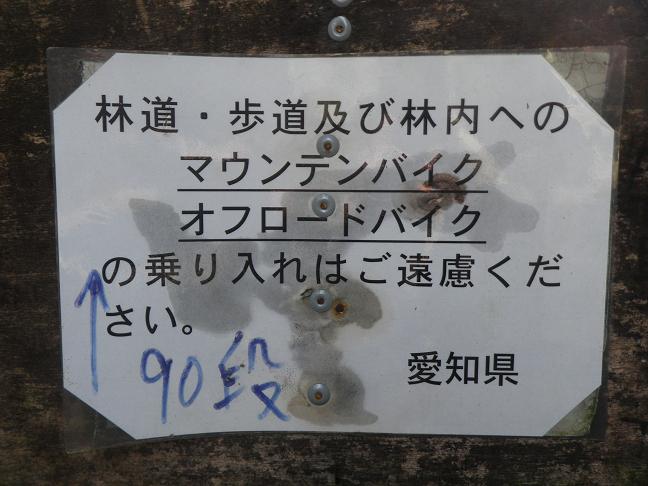 林道・歩道及び林内への
マウンテンバイク
オフロードバイク
の乗り入れはご遠慮くだ
さい。
愛知県
↑90段